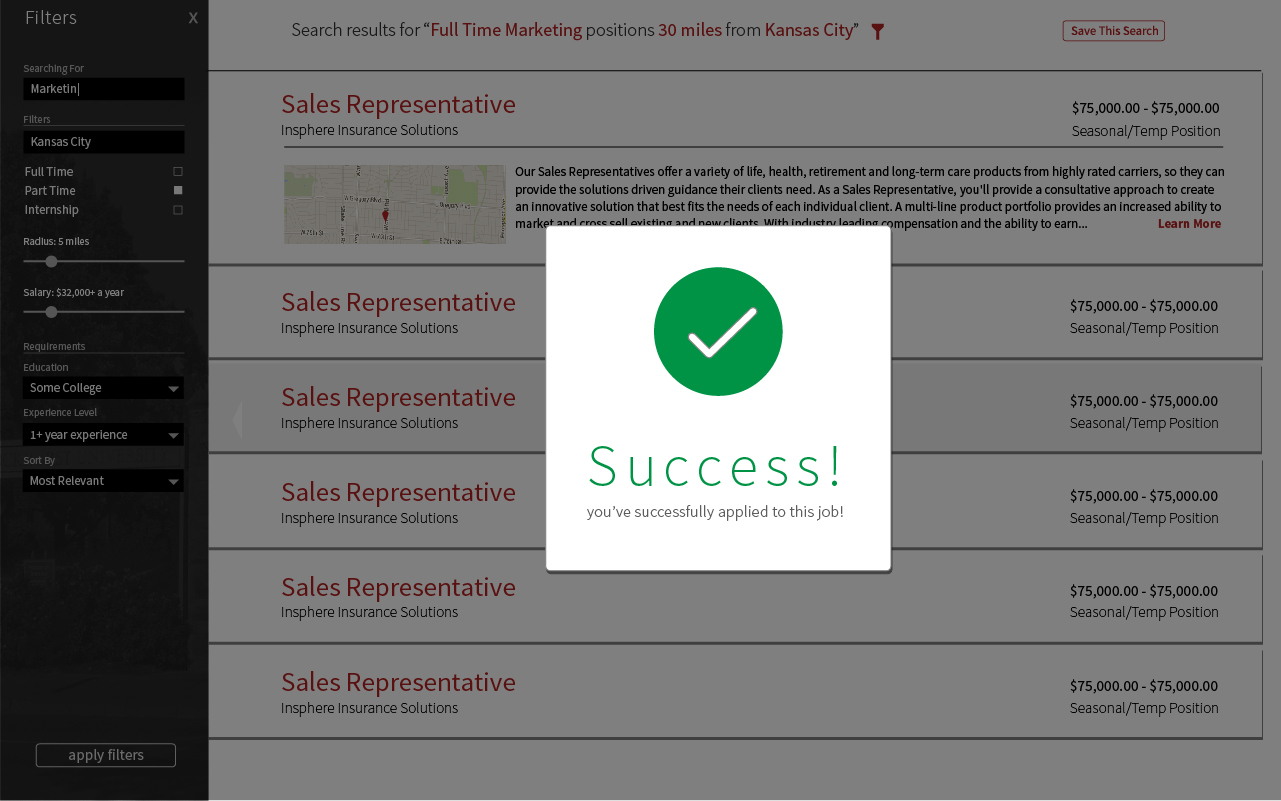 Filters X
Searching For
Marketin
Filters
Kansas City
Full Time
Part Time
Internship
Radius: 5 miles
Salary: $32,000+ a year
Requirements
Education
Some College
Experience Level
1+ year experience
Sort By
Most Relevant
apply filters
Search results for “Full Time Marketing positions 30 miles from Kansas City”
Save This Search
Sales Representative
Insphere Insurance Solutions
$75,000.00 - $75,000.00
Seasonal/Temp Position
Our Sales Representatives offer a variety of life, health, retirement and long-term care products from highly rated carriers, so they can
provide the solutions driven guidance their clients need. As a Sales Representative, you'll provide a consultative approach to create
an innovative solution that best fits the needs of each individual client. A multi-line product portfolio provides an increased ability to
market and cross sell existing and new clients. With industry leading compensation and the ability to earn...
Learn More
Sales Representative
Insphere Insurance Solutions
$75,000.00 - $75,000.00
Seasonal/Temp Position
Sales Representative
Insphere Insurance Solutions
$75,000.00 - $75,000.00
Seasonal/Temp Position
Sales Representative
Insphere Insurance Solutions
$75,000.00 - $75,000.00
Seasonal/Temp Position
Sales Representative
Insphere Insurance Solutions
$75,000.00 - $75,000.00
Seasonal/Temp Position
Sales Representative
Insphere Insurance Solutions
$75,000.00 - $75,000.00
Seasonal/Temp Position
Success!
you’ve successfully applied to this job!